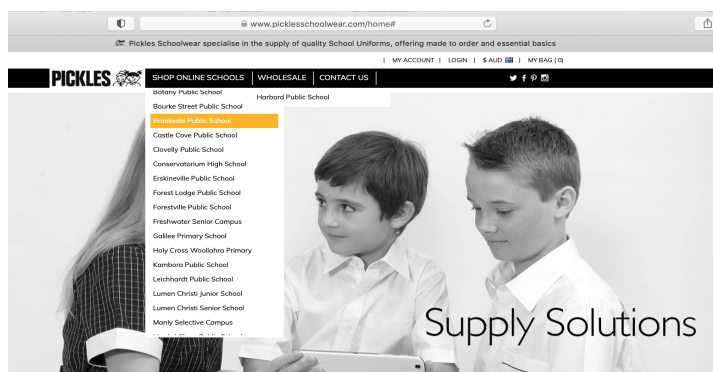 www.picklesschoolwear.com/home#
Pickles Schoolwear specialise in the supply of quality School Uniforms, offering made to order and essential basics
| MY ACCOUNT | LOGIN | $ AUD | MY BAG ( 0)
PICKLES SHOP ONLINE SCHOOLS | WHOLESALE | CONTACT US |
Botany Public School
Harbord Public School
Bourke Street Public School
Brookvale Public School
Castle Cove Public School
Clovelly Public School
Conservatorium High School
Erskineville Public School
Forest Lodge Public School
Forestville Public School
Freshwater Senior Campus
Galilee Primary School
Holy Cross Woollahra Primary
Kambora Public School
Leichhardt Public School
Lumen Christi Junior School
Lumen Christi Senior School
Manly Selective Campus
Supply Solutions